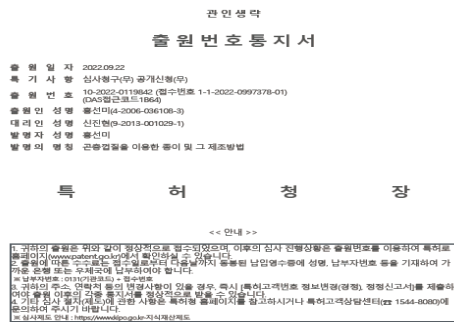 관 인 생 략
출 원 번 호 통 지 서
출 원 일 자 2022.09.22
특 기 사 항 심사청구(무) 공개신청(무)
출 원 번 호 10-2022-0119842 (접수번호 1-1-2022-0997378-01)
(DAS접근코드1864)
출 원 인 성 명 홍선미(4-2006-036108-3)
대 리 인 성 명 신진현(9-2013-001029-1)
발 명 자 성 명 홍선미
발 명 의 명 칭 곤충껍질을 이용한 종이 및 그 제조방법
특 허 청 장
<< 안내 >>
1. 귀하의 출원은 위와 같이 정상적으로 접수되었으며, 이후의 심사 진행상황은 출원번호를 이용하여 특허로
홈페이지(www.patent.go.kr)에서 확인하실 수 있습니다.
2. 출원에 따른 수수료는 접수일로부터 다음날까지 동봉된 납입영수증에 성명, 납부자번호 등을 기재하여 가
까운 은행 또는 우체국에 납부하여야 합니다.
※ 납부자번호 : 0131(기관코드) + 접수번호
3. 귀하의 주소, 연락처 등의 변경사항이 있을 경우, 즉시 [특허고객번호 정보변경(경정), 정정신고서]를 제출하
여야 출원 이후의 각종 통지서를 정상적으로 받을 수 있습니다.
4. 기타 심사 절차(제도)에 관한 사항은 특허청 홈페이지를 참고하시거나 특허고객상담센터(☎ 1544-8080)에
문의하여 주시기 바랍니다.
※ 심사제도 안내 : https://www.kipo.go.kr-지식재산제도